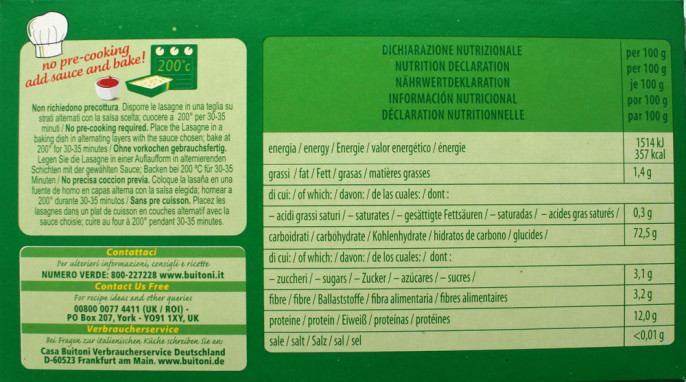 no pre-cooking
add sauce and bake!
200°c
Non richiedono precottura. Disporre le lasagne in una teglia su
strati alternati con la salsa scelta; cuocere a 200° per 30-35
minuti / No pre-cooking required. Place the Lasagne in a
baking dish in alternating layers with the sauce chosen; bake at
200° for 30-35 minutes / Ohne vorkochen gebrauchsfertig.
Legen Sie die Lasagne in einer Auflaufform in alternierenden
Schichten mit der gewählten Sauce; Backen bei 200 °C für 30-35
Minuten / No precisa coccion previa. Coloque la lasaña en una
fuente de horno en capas alterna con la salsa elegida; hornear a
200° durante 30-35 minutos / Sans pre cuisson. Placez les
lasagnes dans un plat de cuisson en couches alternatif avec la
sauce choisie; cuire au four à 200° pendant 30-35 minutes.
Contattaci
Per ulteriori informazioni, consigli e ricette
NUMERO VERDE: 800-227228 www.buitoni.it
Contact Us Free
For recipe ideas and other queries
00800 0077 4411 (UK / ROI) -
PO Box 207, York - YO91 1XY, UK
Verbraucherservice
Bei Fragen zur italienischen Küche schreiben Sie an:
Casa Buitoni Verbraucherservice Deutschland
D-60523 Frankfurt am Main. www.buitoni.de
DICHIARAZIONE NUTRIZIONALE per 100 g
NUTRITION DECLARATION per 100 g
NÄHRWERTDEKLARATION je 100 g
INFORMACIÓN NUTRICIONAL por 100 g
DÉCLARATION NUTRITIONNELLE par 100 g
energia / energy / Energie / valor energético / énergie 1514 kJ
357 kcal
grassi / fat / Fett / grasas / matières grasses 1,4 g
di cui: / of which: / davon: / de las cuales: / dont :
– acidi grassi saturi / – saturates / – gesättigte Fettsäuren / – saturadas / – acides gras saturés / 0,3 g
carboidrati / carbohydrate / Kohlenhydrate / hidratos de carbono / glucides / 72,5 g
di cui: / of which: / davon: / de los cuales: / dont :
– zuccheri / – sugars / – Zucker / – azúcares / – sucres / 3,1 g
fibre / fibre / Ballaststoffe / fibra alimentaria / fibres alimentaires 3,2 g
proteine / protein / Eiweiß / proteínas / protéines 12,0 g
sale / salt / Salz / sal / sel <0,01 g